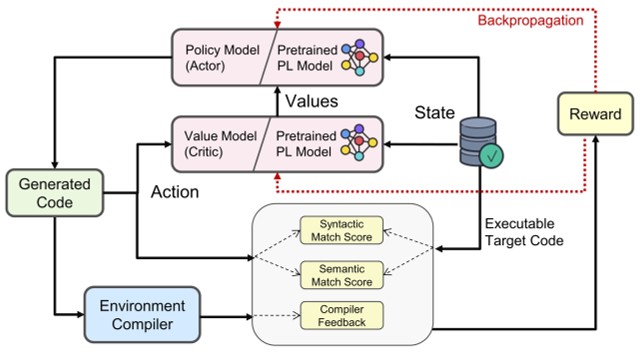 Backpropagation
Policy Model
(Actor)
Pretrained
PL Model
Values
State
Reward
Value Model
(Critic)
Pretrained
PL Model
Generated
Code
Action
Syntactic
Match Score
Executable
Target Code
Semantic
Match Score
Environment
Compiler
Compiler
Feedback